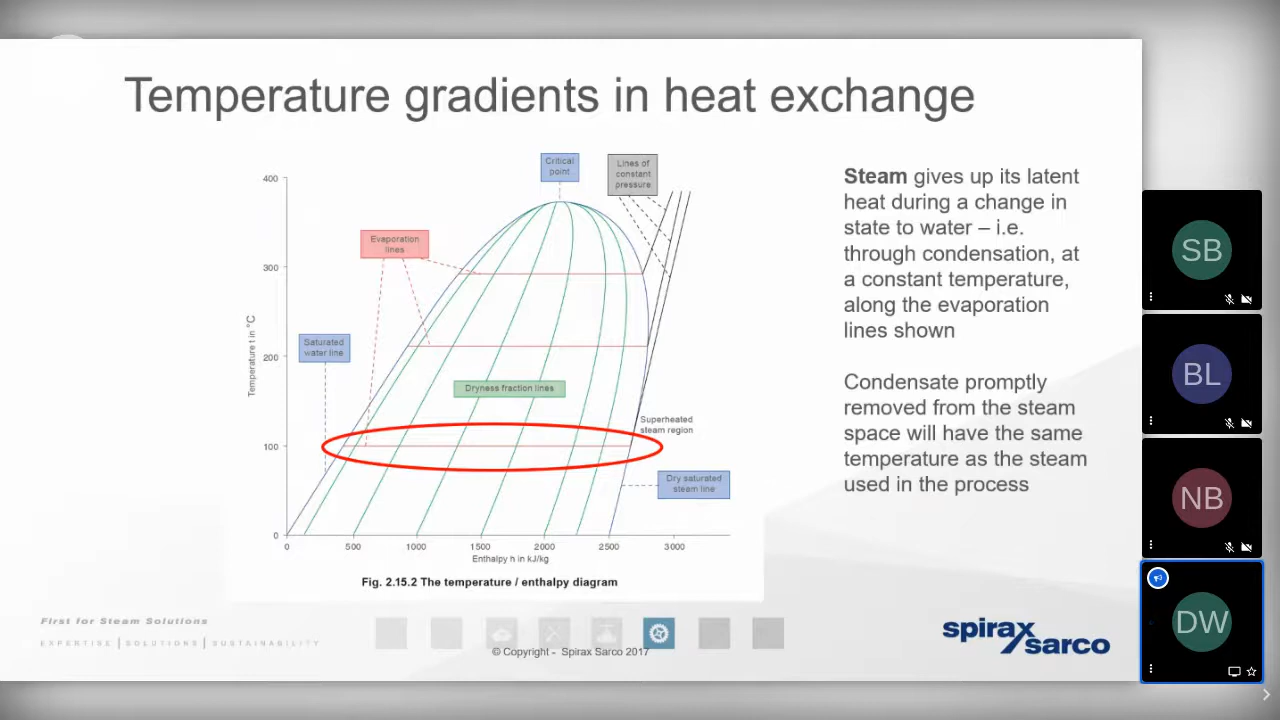 Temperature gradients in heat exchange
Critical
point
Lines of
constant
pressure
400
Evaporation
lines
300
Temperature t in °C
Saturated
water line
200
Dryness fraction lines
Superheated
steam region
100
Dry saturated
steam line
0
0
500
1000
1500
2000
2500
3000
Enthalpy h in kJ/kg
Fig. 2.15.2 The temperature / enthalpy diagram
Steam gives up its latent
heat during a change in
state to water – i.e.
through condensation, at
a constant temperature,
along the evaporation
lines shown
Condensate promptly
removed from the steam
space will have the same
temperature as the steam
used in the process
First for Steam Solutions
EXPERTISE | SOLUTIONS | SUSTAINABILITY
© Copyright - Spirax Sarco 2017
spirax
sarco
SB
BL
NB
DW